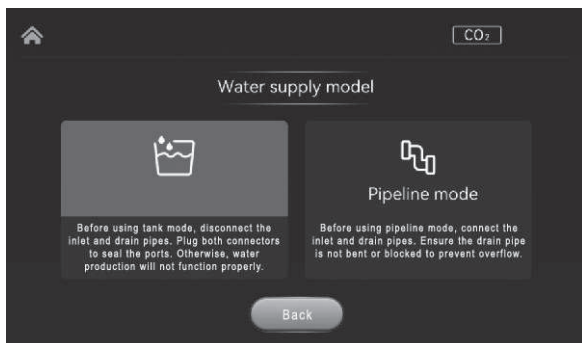 CO₂
Water supply model
Pipeline mode
Before using tank mode, disconnect the
inlet and drain pipes. Plug both connectors
to seal the ports. Otherwise, water
production will not function properly.
Before using pipeline mode, connect the
inlet and drain pipes. Ensure the drain pipe
is not bent or blocked to prevent overflow.
Back